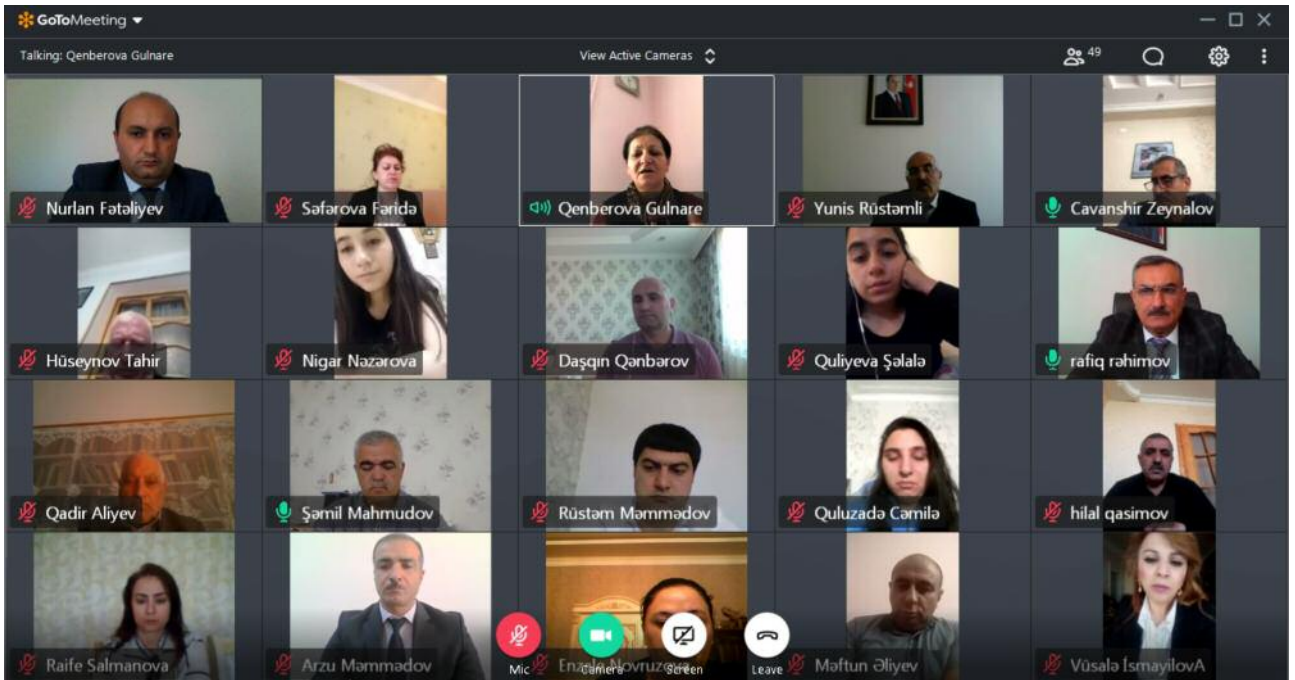 GoToMeeting
Talking: Qenberova Gulnare
View Active Cameras
49
Nurlan Fətəliyev
Səfərova Fəridə
Qenberova Gulnare
Yunis Rüstəmli
Cavanshir Zeynalov
Hüseynov Tahir
Nigar Nəzərova
Daşqın Qənbərov
Quliyeva Şəlalə
rafiq rəhimov
Qadir Aliyev
Şəmil Mahmudov
Rüstəm Məmmədov
Quluzadə Cəmilə
hilal qasimov
Raife Salmanova
Arzu Məmmədov
Novruzova
Məftun Əliyev
Vüsalə İsmayilovA
Mic
Camera
Screen
Leave